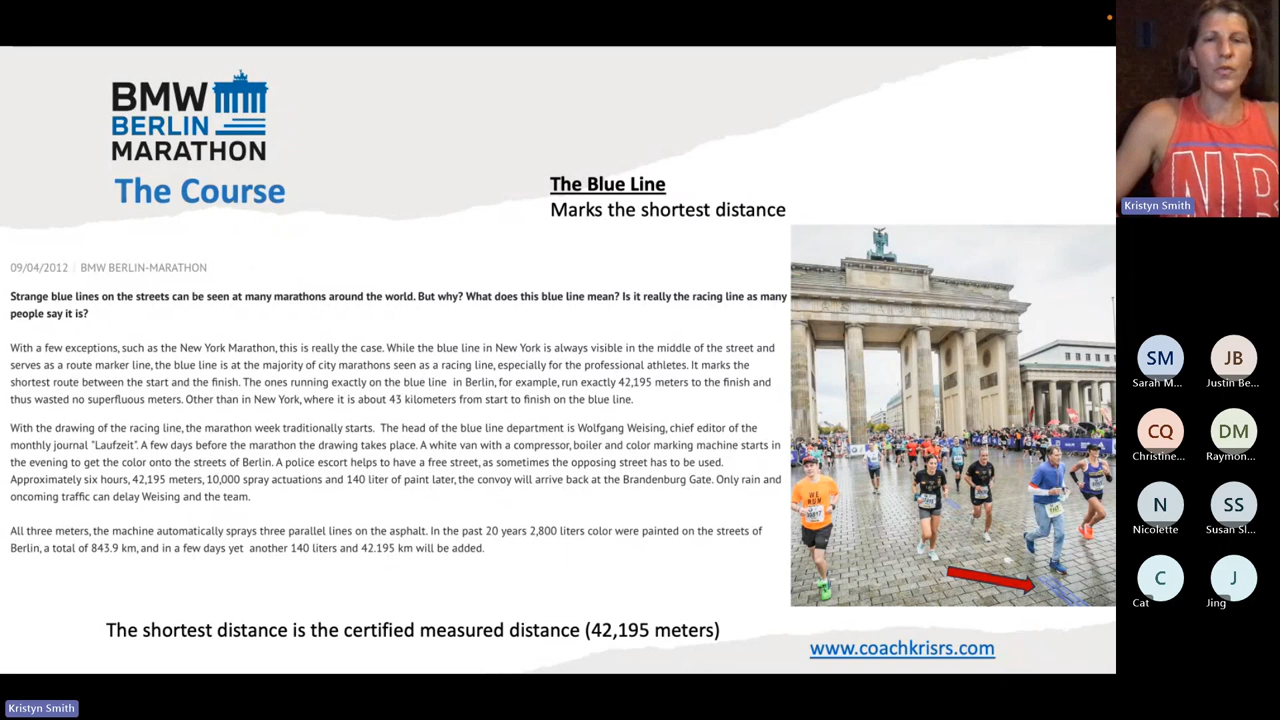 BMW
BERLIN
MARATHON
The Course
The Blue Line
Marks the shortest distance
09/04/2012 | BMW BERLIN-MARATHON
Strange blue lines on the streets can be seen at many marathons around the world. But why? What does this blue line mean? Is it really the racing line as many
people say it is?
With a few exceptions, such as the New York Marathon, this is really the case. While the blue line in New York is always visible in the middle of the street and
serves as a route marker line, the blue line is at the majority of city marathons seen as a racing line, especially for the professional athletes. It marks the
shortest route between the start and the finish. The ones running exactly on the blue line in Berlin, for example, run exactly 42,195 meters to the finish and
thus wasted no superfluous meters. Other than in New York, where it is about 43 kilometers from start to finish on the blue line.
With the drawing of the racing line, the marathon week traditionally starts. The head of the blue line department is Wolfgang Weising, chief editor of the
monthly journal "Laufzeit". A few days before the marathon the drawing takes place. A white van with a compressor, boiler and color marking machine starts in
the evening to get the color onto the streets of Berlin. A police escort helps to have a free street, as sometimes the opposing street has to be used.
Approximately six hours, 42,195 meters, 10,000 spray actuations and 140 liter of paint later, the convoy will arrive back at the Brandenburg Gate. Only rain and
oncoming traffic can delay Weising and the team.
All three meters, the machine automatically sprays three parallel lines on the asphalt. In the past 20 years 2,800 liters color were painted on the streets of
Berlin, a total of 843.9 km, and in a few days yet another 140 liters and 42.195 km will be added.
The shortest distance is the certified measured distance (42,195 meters)
www.coachkrisrs.com
NB
Kristyn Smith
SM
Sarah M...
JB
Justin Be...
CQ
Christine...
DM
Raymon...
N
Nicolette
SS
Susan Sl...
C
Cat
J
Jing
Kristyn Smith